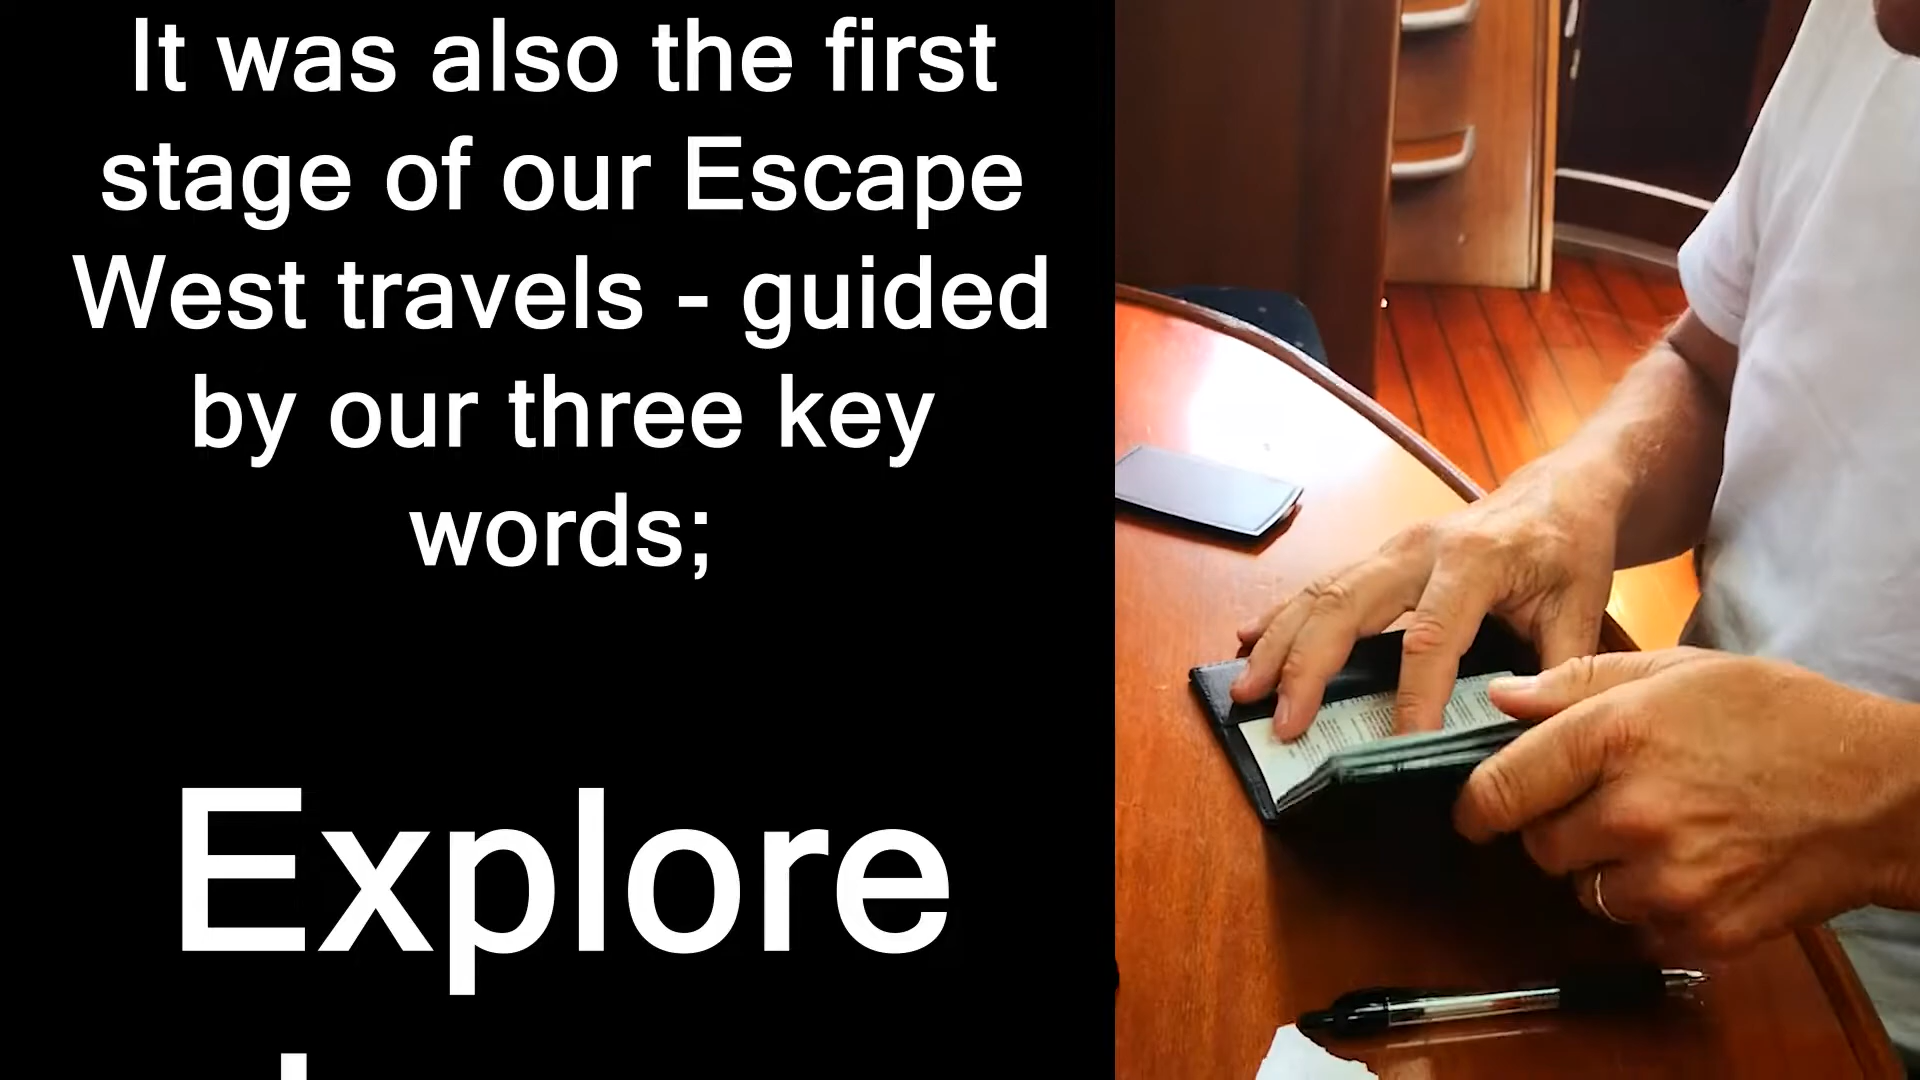 It was also the first
stage of our Escape
West travels - guided
by our three key
words;
Explore